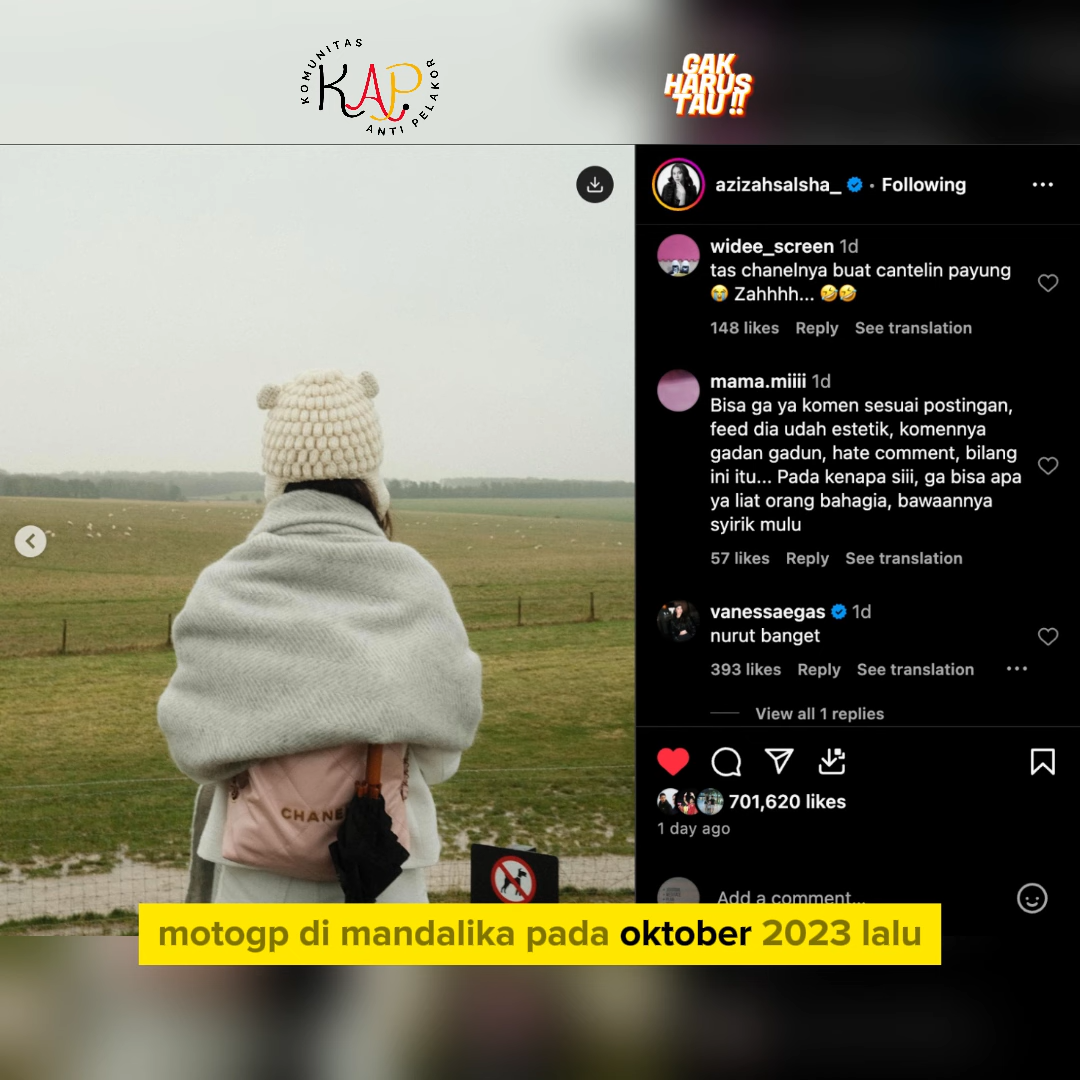 KOMUNITAS
KAP
ANTI PELAKOR
GAK
HARUS
TAU !!
azizahsalsha_ • Following
widee_screen 1d
tas chanelnya buat cantelin payung
😭 Zahhhh... 🤣🤣
148 likes Reply See translation
mama.miiii 1d
Bisa ga ya komen sesuai postingan,
feed dia udah estetik, komennya
gadan gadun, hate comment, bilang
ini itu... Pada kenapa siii, ga bisa apa
ya liat orang bahagia, bawaannya
syirik mulu
57 likes Reply See translation
vanessaegas 1d
nurut banget
393 likes Reply See translation
View all 1 replies
701,620 likes
1 day ago
Add a comment...
CHANE
motogp di mandalika pada oktober 2023 lalu